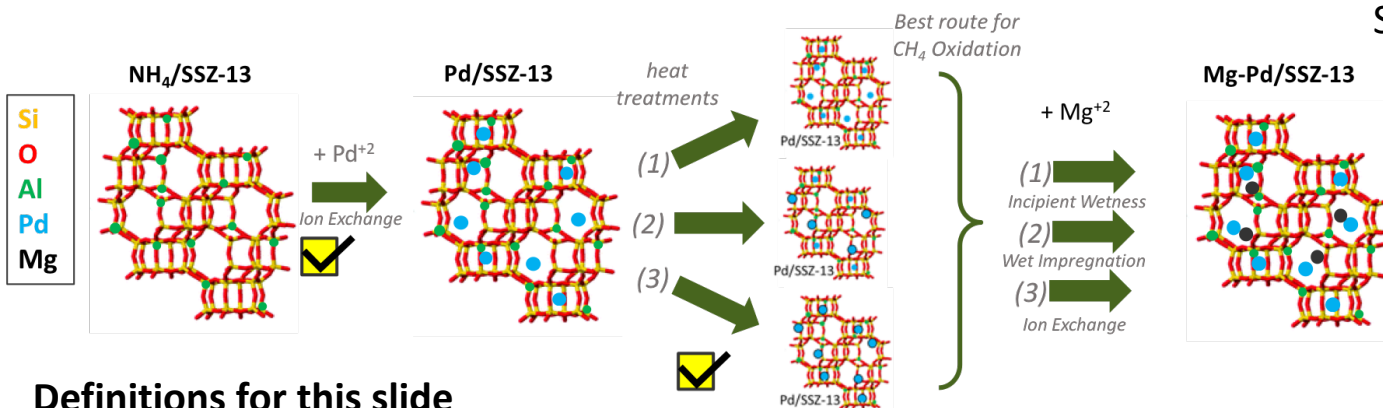 S
NH4/SSZ-13
Pd/SSZ-13
heat
treatments
Best route for
CH4 Oxidation
Mg-Pd/SSZ-13
Si
O
Al
Pd
Mg
+ Pd+2
Ion Exchange
(1)
(2)
(3)
Pd/SSZ-13
Pd/SSZ-13
Pd/SSZ-13
+ Mg+2
(1)
Incipient Wetness
(2)
Wet Impregnation
(3)
Ion Exchange
Definitions for this slide